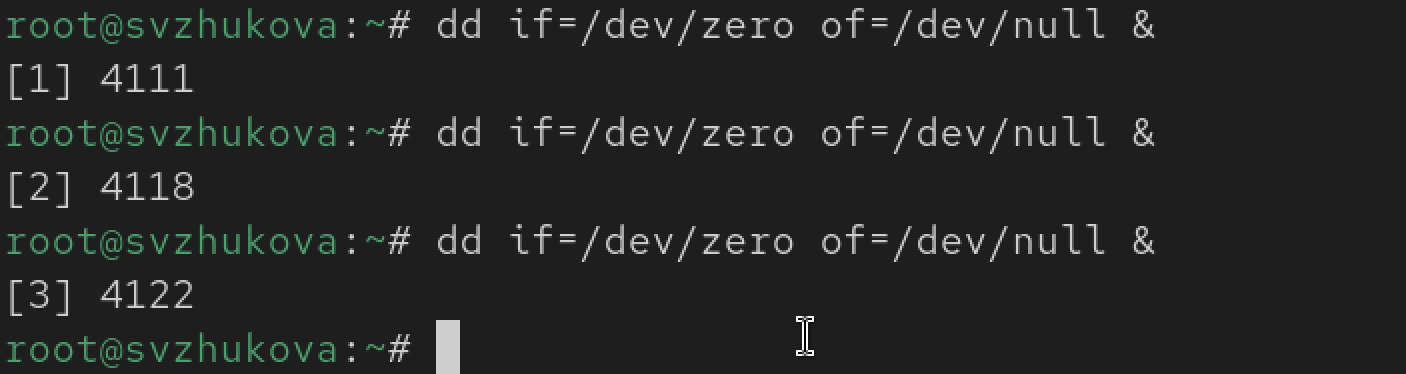 root@svzhukova:~# dd if=/dev/zero of=/dev/null &
[1] 4111
root@svzhukova:~# dd if=/dev/zero of=/dev/null &
[2] 4118
root@svzhukova:~# dd if=/dev/zero of=/dev/null &
[3] 4122
root@svzhukova:~#